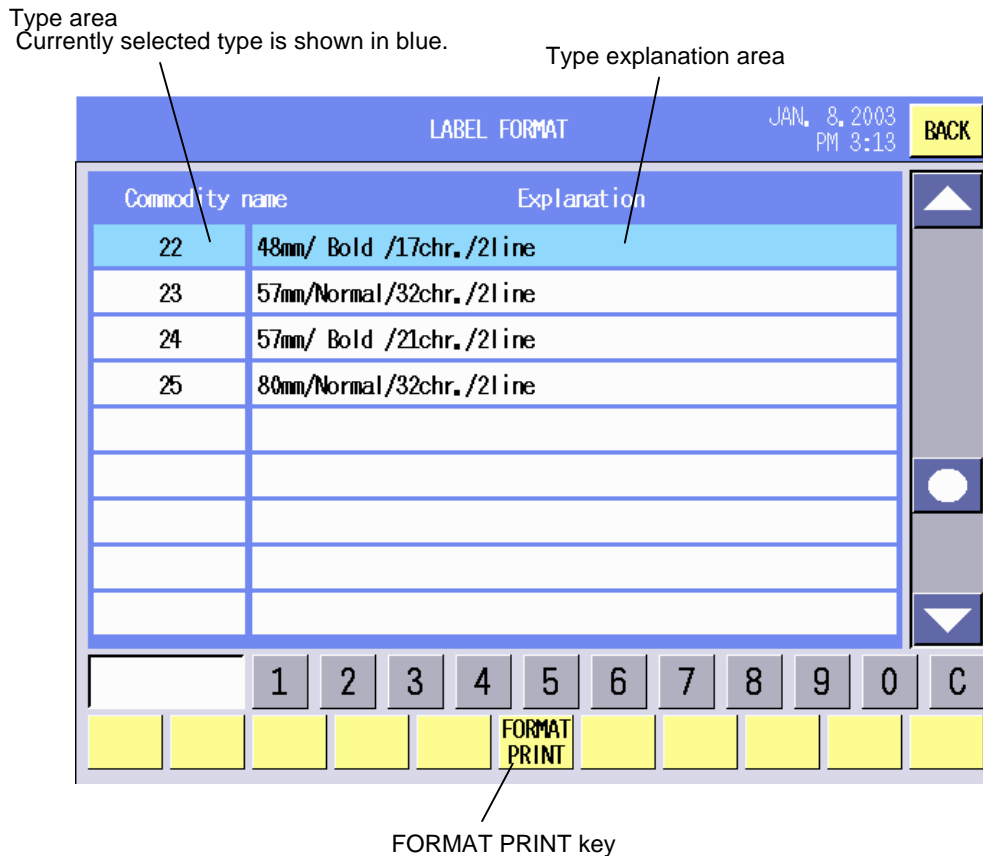 Type area
Currently selected type is shown in blue.
Type explanation area
LABEL FORMAT
JAN. 8. 2003
PM 3:13
BACK
Commodity name Explanation
22 48mm/ Bold /17chr./2line
23 57mm/Normal/32chr./2line
24 57mm/ Bold /21chr./2line
25 80mm/Normal/32chr./2line
1 2 3 4 5 6 7 8 9 0 C
FORMAT
PRINT
FORMAT PRINT key